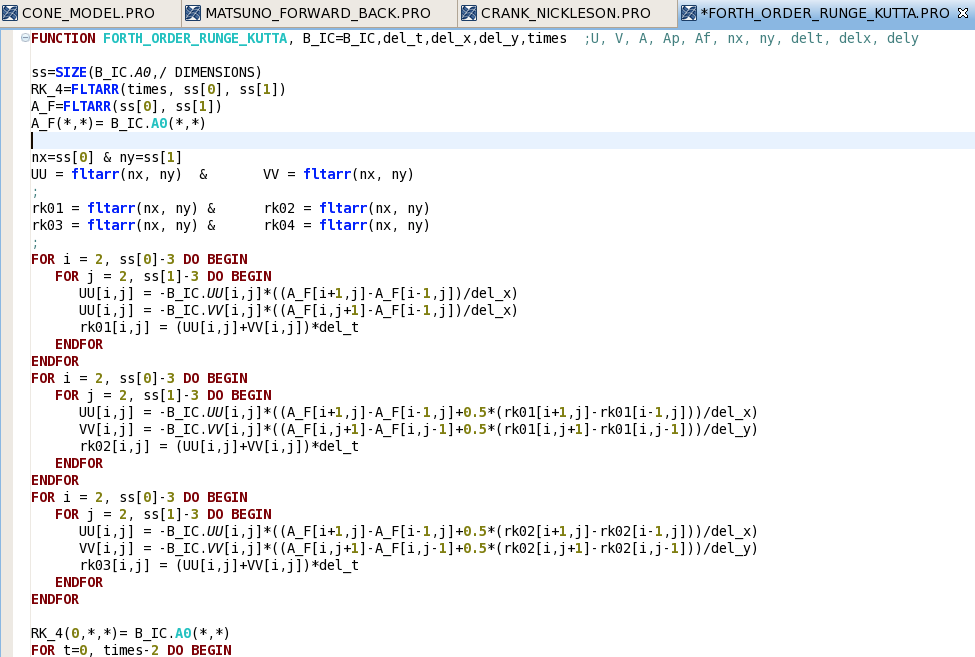 CONE_MODEL.PRO
MATSUNO_FORWARD_BACK.PRO
CRANK_NICKLESON.PRO
*FORTH_ORDER_RUNGE_KUTTA.PRO
FUNCTION FORTH_ORDER_RUNGE_KUTTA, B_IC=B_IC,del_t,del_x,del_y,times  ;U, V, A, Ap, Af, nx, ny, delt, delx, dely
ss=SIZE(B_IC.A0,/ DIMENSIONS)
RK_4=FLTARR(times, ss[0], ss[1])
A_F=FLTARR(ss[0], ss[1])
A_F(*,*)= B_IC.A0(*,*)
nx=ss[0] & ny=ss[1]
UU = fltarr(nx, ny)  &       VV = fltarr(nx, ny)
;
rk01 = fltarr(nx, ny) &      rk02 = fltarr(nx, ny)
rk03 = fltarr(nx, ny) &      rk04 = fltarr(nx, ny)
;
FOR i = 2, ss[0]-3 DO BEGIN
   FOR j = 2, ss[1]-3 DO BEGIN
      UU[i,j] = -B_IC.UU[i,j]*((A_F[i+1,j]-A_F[i-1,j])/del_x)
      UU[i,j] = -B_IC.VV[i,j]*((A_F[i,j+1]-A_F[i-1,j])/del_x)
      rk01[i,j] = (UU[i,j]+VV[i,j])*del_t
   ENDFOR
ENDFOR
FOR i = 2, ss[0]-3 DO BEGIN
   FOR j = 2, ss[1]-3 DO BEGIN
      UU[i,j] = -B_IC.UU[i,j]*((A_F[i+1,j]-A_F[i-1,j]+0.5*(rk01[i+1,j]-rk01[i-1,j]))/del_x)
      VV[i,j] = -B_IC.VV[i,j]*((A_F[i,j+1]-A_F[i,j-1]+0.5*(rk01[i,j+1]-rk01[i,j-1]))/del_y)
      rk02[i,j] = (UU[i,j]+VV[i,j])*del_t
   ENDFOR
ENDFOR
FOR i = 2, ss[0]-3 DO BEGIN
   FOR j = 2, ss[1]-3 DO BEGIN
      UU[i,j] = -B_IC.UU[i,j]*((A_F[i+1,j]-A_F[i-1,j]+0.5*(rk02[i+1,j]-rk02[i-1,j]))/del_x)
      VV[i,j] = -B_IC.VV[i,j]*((A_F[i,j+1]-A_F[i,j-1]+0.5*(rk02[i,j+1]-rk02[i,j-1]))/del_y)
      rk03[i,j] = (UU[i,j]+VV[i,j])*del_t
   ENDFOR
ENDFOR
RK_4(0,*,*)= B_IC.A0(*,*)
FOR t=0, times-2 DO BEGIN